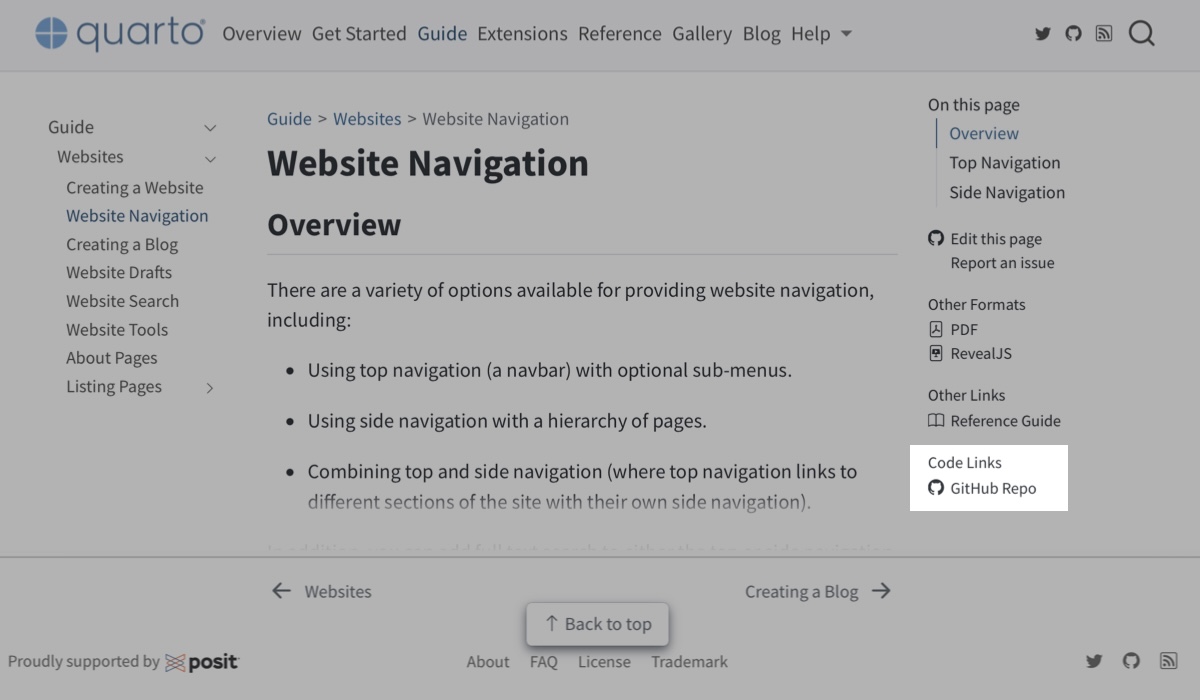 quarto
Overview Get Started Guide Extensions Reference Gallery Blog Help
Guide
Websites
Creating a Website
Website Navigation
Creating a Blog
Website Drafts
Website Search
Website Tools
About Pages
Listing Pages
Guide > Websites > Website Navigation
Website Navigation
Overview
There are a variety of options available for providing website navigation,
including:
• Using top navigation (a navbar) with optional sub-menus.
• Using side navigation with a hierarchy of pages.
• Combining top and side navigation (where top navigation links to
different sections of the site with their own side navigation).
On this page
Overview
Top Navigation
Side Navigation
Edit this page
Report an issue
Other Formats
PDF
RevealJS
Other Links
Reference Guide
Code Links
GitHub Repo
← Websites
Creating a Blog →
↑ Back to top
Proudly supported by posit
About FAQ License Trademark